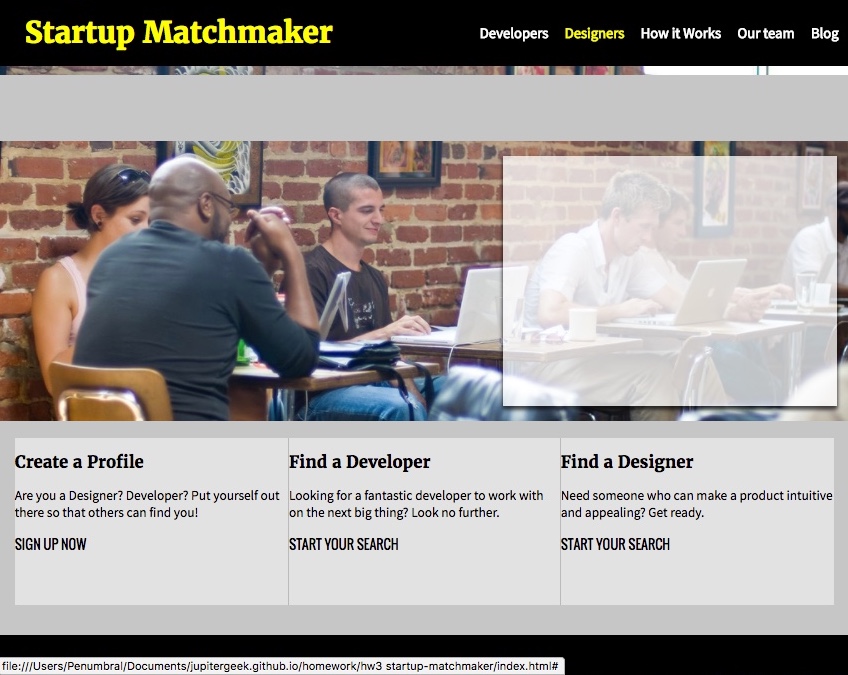 Startup Matchmaker
Developers Designers How it Works Our team Blog
Create a Profile
Are you a Designer? Developer? Put yourself out
there so that others can find you!
SIGN UP NOW
Find a Developer
Looking for a fantastic developer to work with
on the next big thing? Look no further.
START YOUR SEARCH
Find a Designer
Need someone who can make a product intuitive
and appealing? Get ready.
START YOUR SEARCH
file:///Users/Penumbral/Documents/jupitergeek.github.io/homework/hw3 startup-matchmaker/index.html#